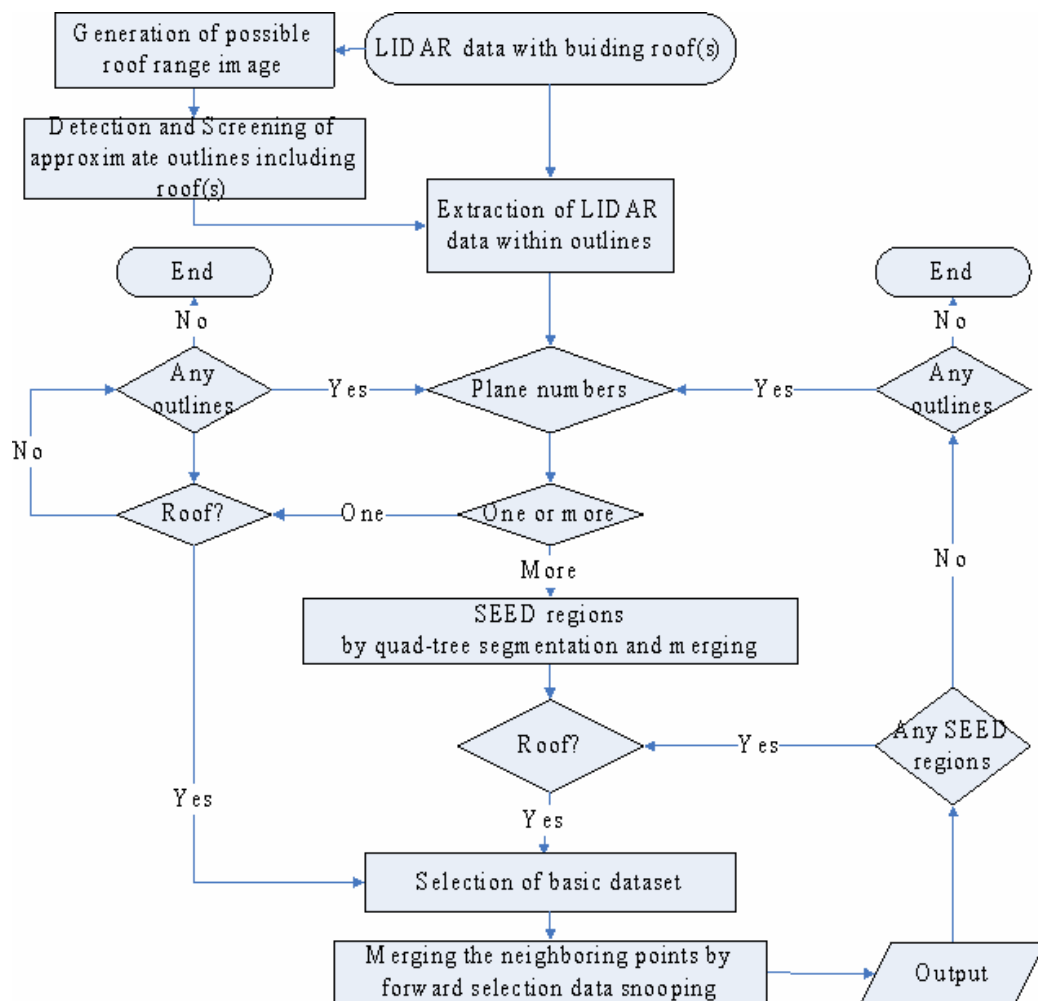 Generation of possible
roof range image
LIDAR data with buiding roof(s)
Detection and Screening of
approximate outlines including
roof(s)
Extraction of LIDAR
data within outlines
End
End
No
No
Any
outlines
Yes
Plane numbers
Yes
Any
outlines
No
Roof?
One
One or more
No
More
SEED regions
by quad-tree segmentation and merging
Roof?
Yes
Any SEED
regions
Yes
Yes
Selection of basic dataset
Merging the neighboring points by
forward selection data snooping
Output